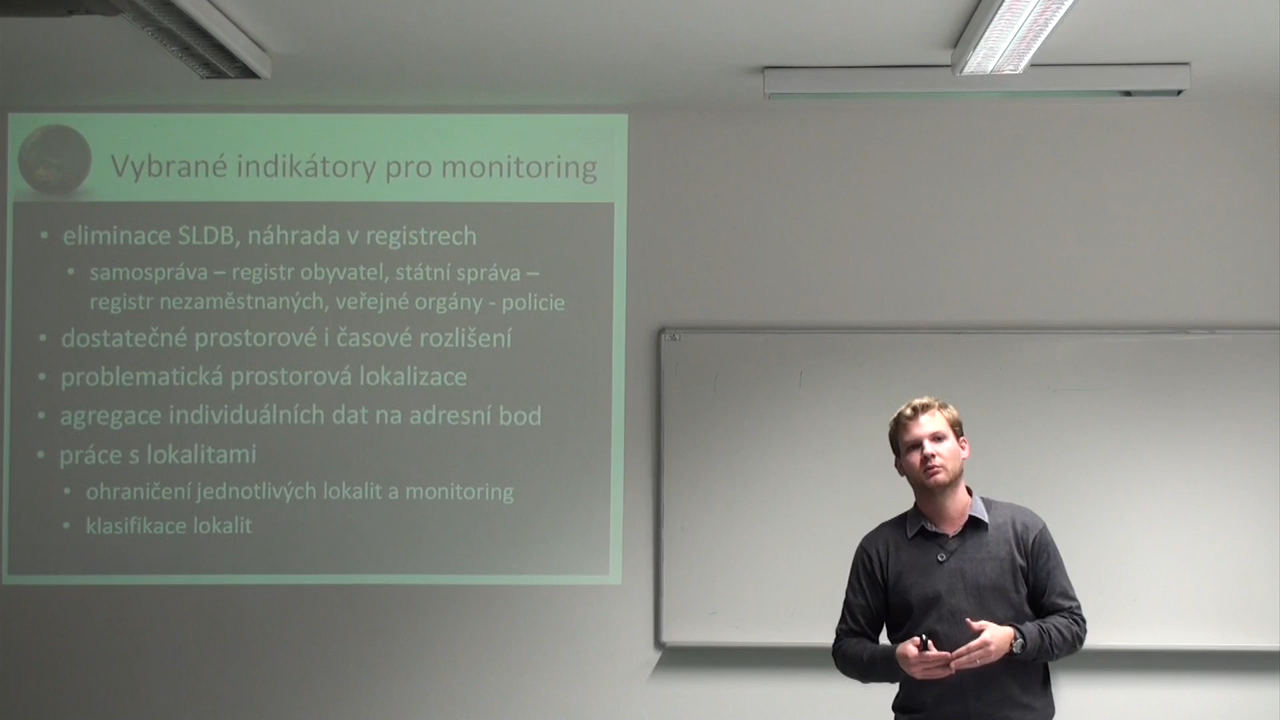 Vybrané indikátory pro monitoring
• eliminace SLDB, náhrada v registrech
• samospráva – registr obyvatel, státní správa –
registr nezaměstnaných, veřejné orgány - policie
• dostatečné prostorové i časové rozlišení
• problematická prostorová lokalizace
• agregace individuálních dat na adresní bod
• práce s lokalitami
• ohraničení jednotlivých lokalit a monitoring
• klasifikace lokalit